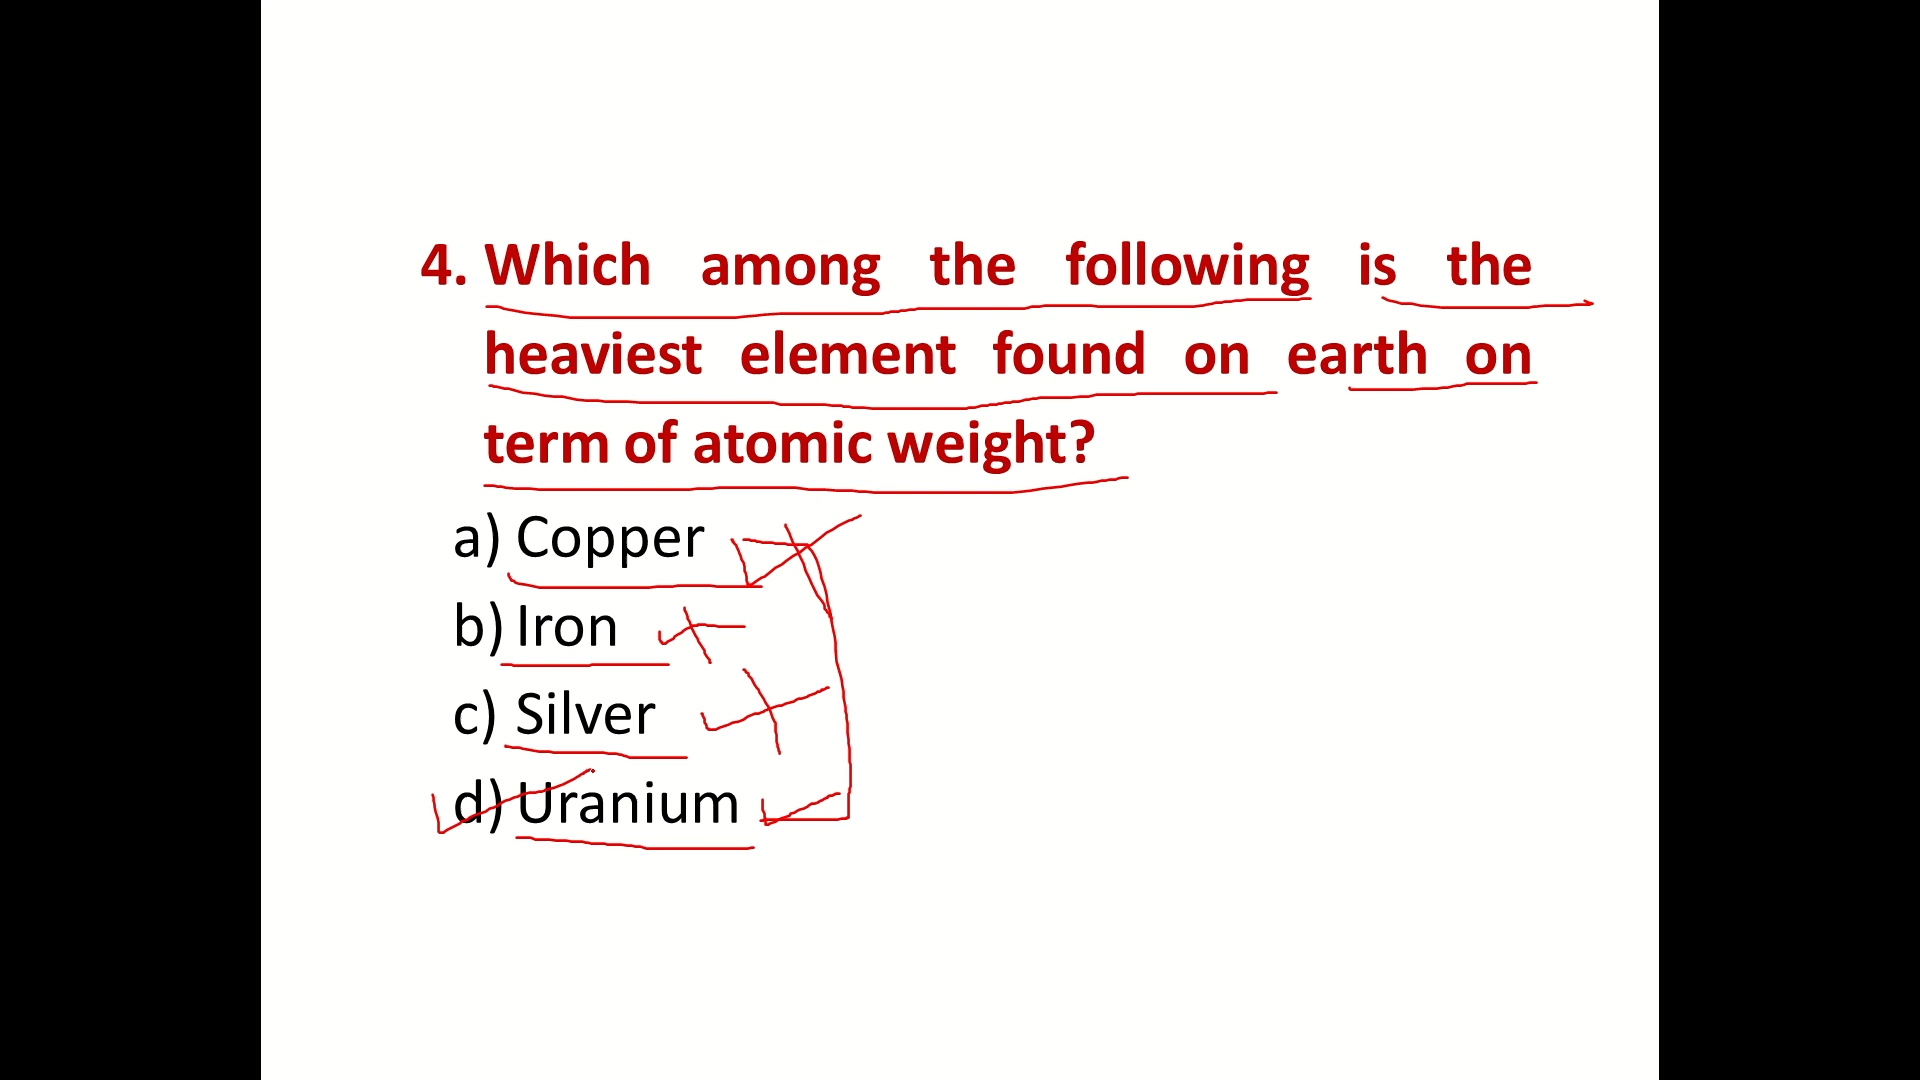 4. Which among the following is the
heaviest element found on earth on
term of atomic weight?
a) Copper
b) Iron
c) Silver
d) Uranium